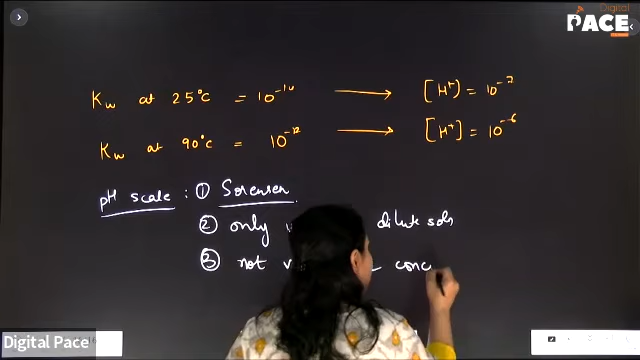 Digital
PACE
Kw at 25°C = 10⁻¹⁴ → [H⁺] = 10⁻⁷
Kw at 90°C = 10⁻¹² → [H⁺] = 10⁻⁶
pH scale : ① Sorensen
② only dilute soln
③ not conc
Digital Pace